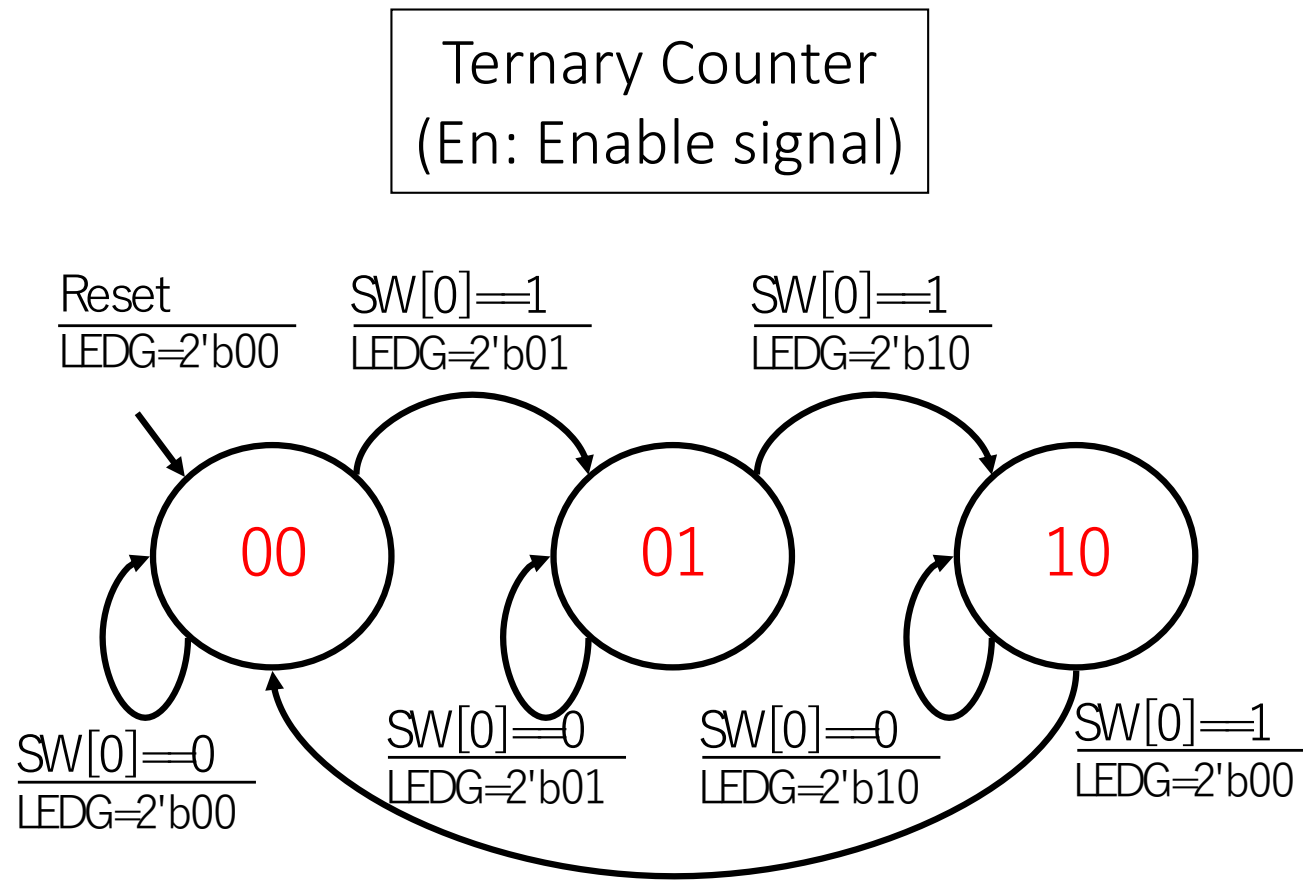 Ternary Counter
(En: Enable signal)
Reset
LEDG=2'b00
SW[0]==1
LEDG=2'b01
SW[0]==1
LEDG=2'b10
00
01
10
SW[0]==0
LEDG=2'b00
SW[0]==0
LEDG=2'b01
SW[0]==0
LEDG=2'b10
SW[0]==1
LEDG=2'b00